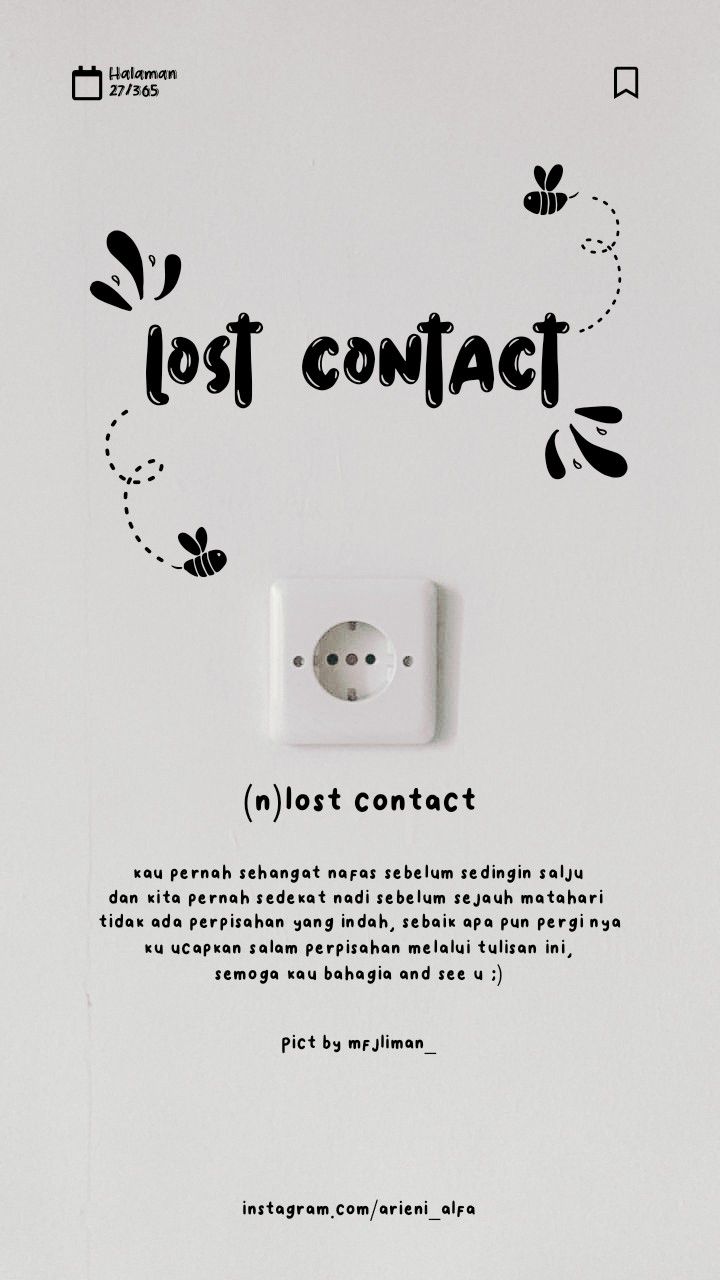 Halaman
27/365
lost contact
(n)lost contact
kau pernah sehangat nafas sebelum sedingin salju
dan kita pernah sedekat nadi sebelum sejauh matahari
tidak ada perpisahan yang indah, sebaik apa pun pergi nya
ku ucapkan salam perpisahan melalui tulisan ini,
semoga kau bahagia and see u ;)
pict by mfjliman_
instagram.com/arieni_alfa